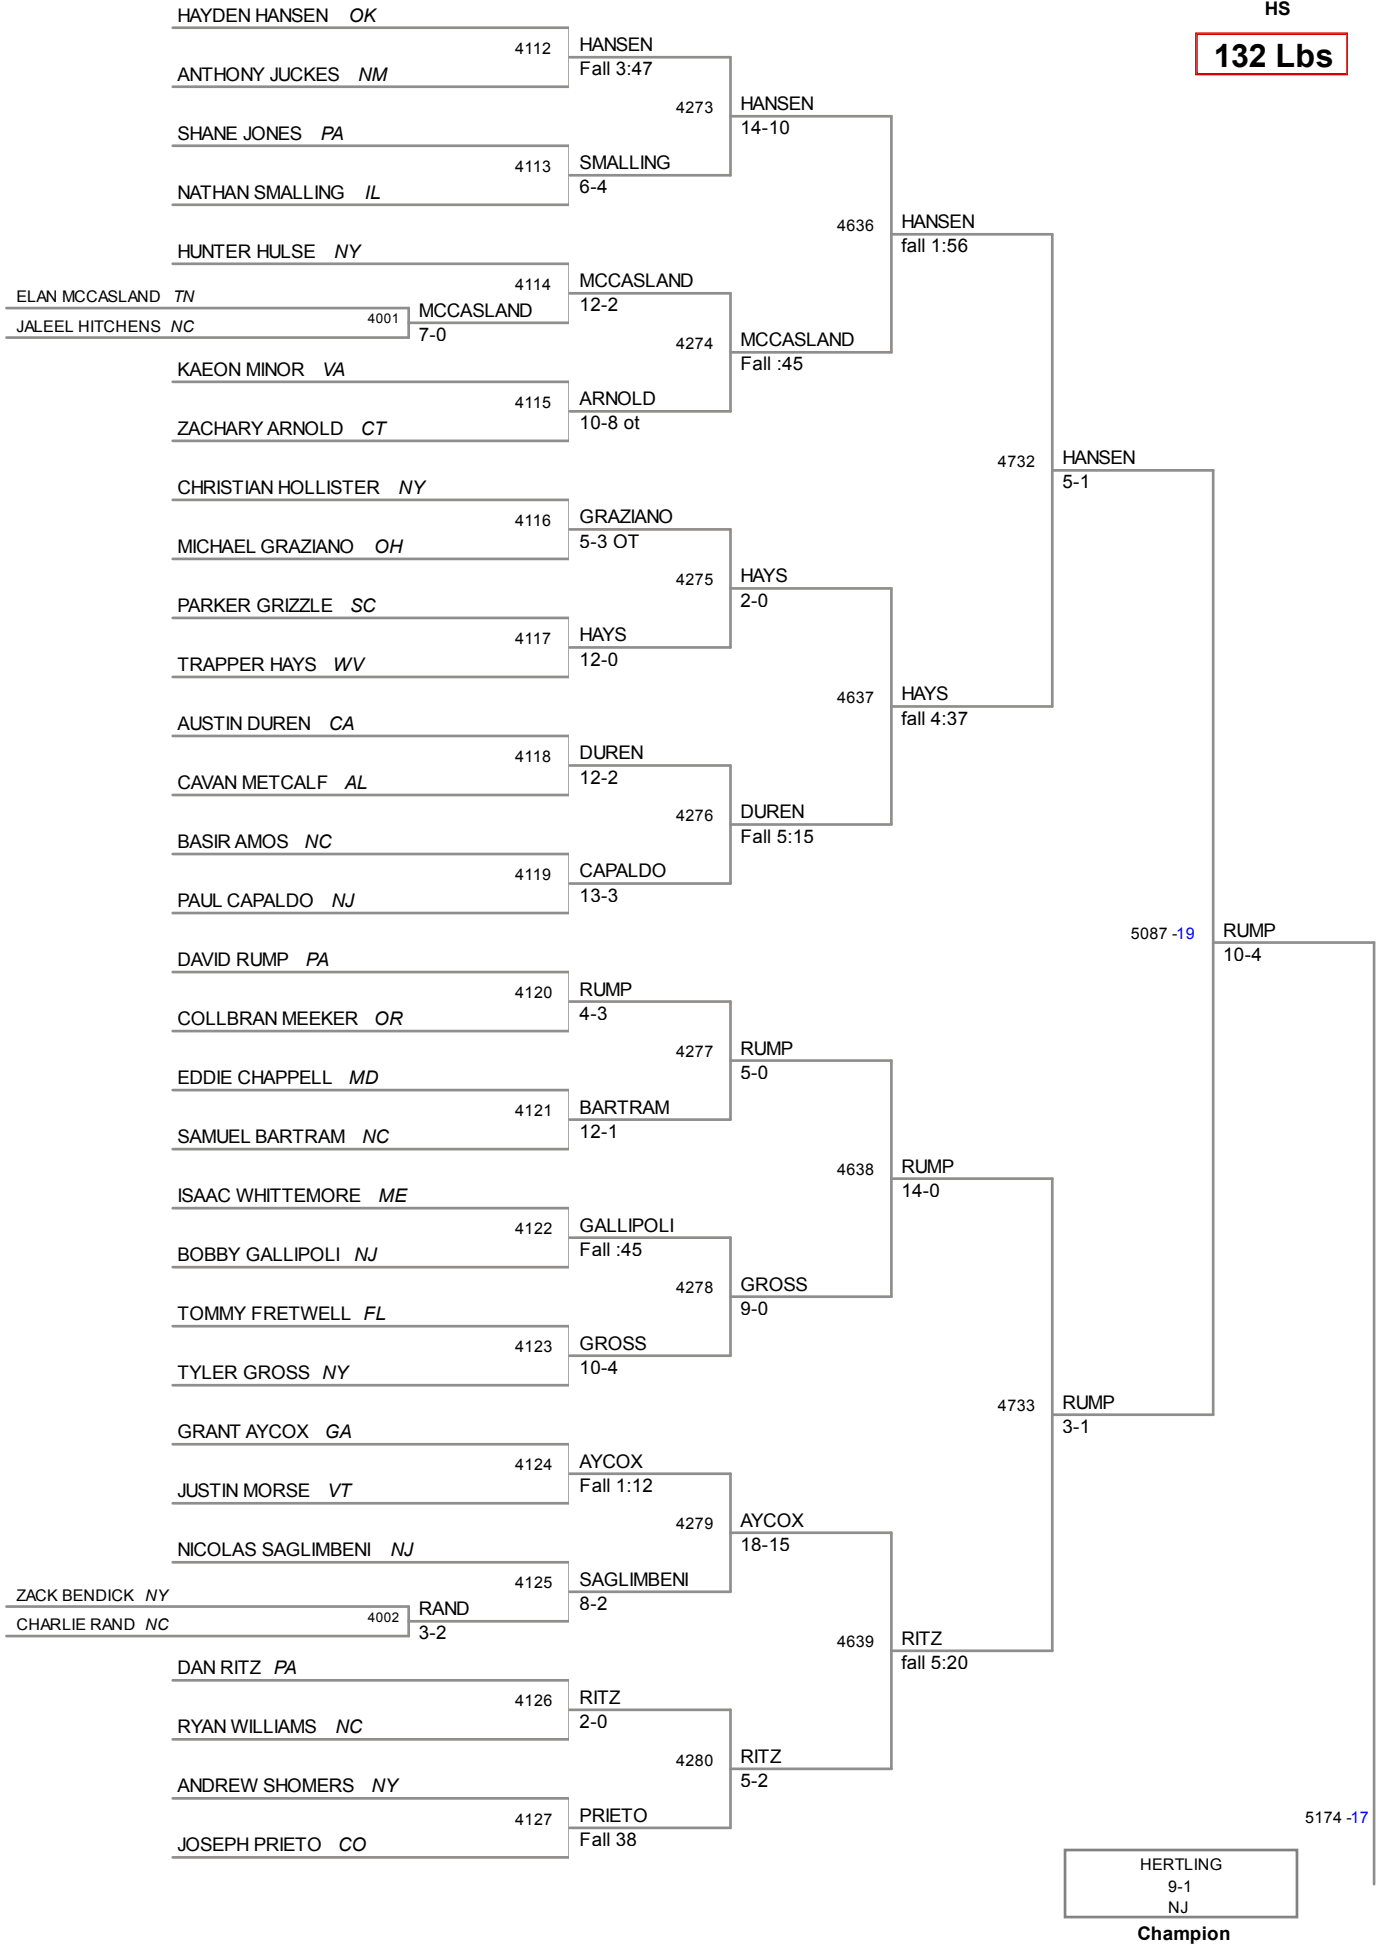 HS
132 Lbs
HAYDEN HANSEN OK
4112
HANSEN
Fall 3:47
ANTHONY JUCKES NM
4273
HANSEN
14-10
SHANE JONES PA
4113
SMALLING
6-4
NATHAN SMALLING IL
4636
HANSEN
fall 1:56
HUNTER HULSE NY
4114
MCCASLAND
12-2
ELAN MCCASLAND TN
JALEEL HITCHENS NC
4001
MCCASLAND
7-0
4274
MCCASLAND
Fall :45
KAEON MINOR VA
4115
ARNOLD
10-8 ot
ZACHARY ARNOLD CT
4732
HANSEN
5-1
CHRISTIAN HOLLISTER NY
4116
GRAZIANO
5-3 OT
MICHAEL GRAZIANO OH
4275
HAYS
2-0
PARKER GRIZZLE SC
4117
HAYS
12-0
TRAPPER HAYS WV
4637
HAYS
fall 4:37
AUSTIN DUREN CA
4118
DUREN
12-2
CAVAN METCALF AL
4276
DUREN
Fall 5:15
BASIR AMOS NC
4119
CAPALDO
13-3
PAUL CAPALDO NJ
5087 -19
RUMP
10-4
DAVID RUMP PA
4120
RUMP
4-3
COLLBRAN MEEKER OR
4277
RUMP
5-0
EDDIE CHAPPELL MD
4121
BARTRAM
12-1
SAMUEL BARTRAM NC
4638
RUMP
14-0
ISAAC WHITTEMORE ME
4122
GALLIPOLI
Fall :45
BOBBY GALLIPOLI NJ
4278
GROSS
9-0
TOMMY FRETWELL FL
4123
GROSS
10-4
TYLER GROSS NY
4733
RUMP
3-1
GRANT AYCOX GA
4124
AYCOX
Fall 1:12
JUSTIN MORSE VT
4279
AYCOX
18-15
NICOLAS SAGLIMBENI NJ
4125
SAGLIMBENI
8-2
ZACK BENDICK NY
CHARLIE RAND NC
4002
RAND
3-2
4639
RITZ
fall 5:20
DAN RITZ PA
4126
RITZ
2-0
RYAN WILLIAMS NC
4280
RITZ
5-2
ANDREW SHOMERS NY
4127
PRIETO
Fall 38
JOSEPH PRIETO CO
5174 -17
HERTLING
9-1
NJ
Champion